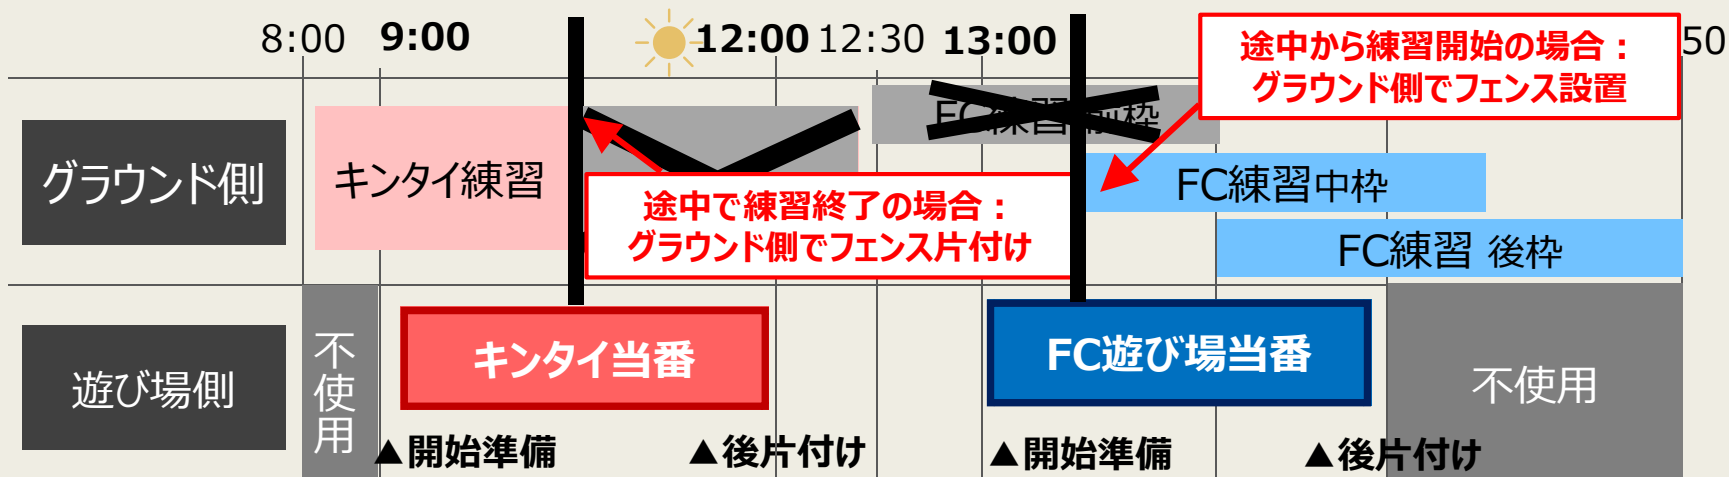 8:00 9:00 12:00 12:30 13:00 50
途中から練習開始の場合：
グラウンド側でフェンス設置
FC練習 前枠
グラウンド側
キンタイ練習
FC練習中枠
途中で練習終了の場合：
グラウンド側でフェンス片付け
FC練習 後枠
遊び場側
不使用
キンタイ当番
FC遊び場当番
不使用
▲開始準備 ▲後片付け ▲開始準備 ▲後片付け